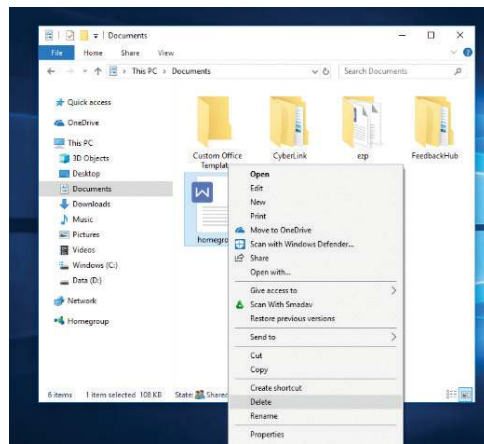 Documents
File Home Share View
This PC > Documents
Search Documents
Quick access
OneDrive
This PC
3D Objects
Desktop
Documents
Downloads
Music
Pictures
Videos
Windows (C:)
Data (D:)
Network
Homegroup
Custom Office
Templat
CyberLink
ezp
FeedbackHub
W
homegro
Open
Edit
New
Print
Move to OneDrive
Scan with Windows Defender...
Share
Open with...
Give access to
Scan With Smadav
Restore previous versions
Send to
Cut
Copy
Create shortcut
Delete
Rename
Properties
6 items 1 item selected 108 KB State: Shared